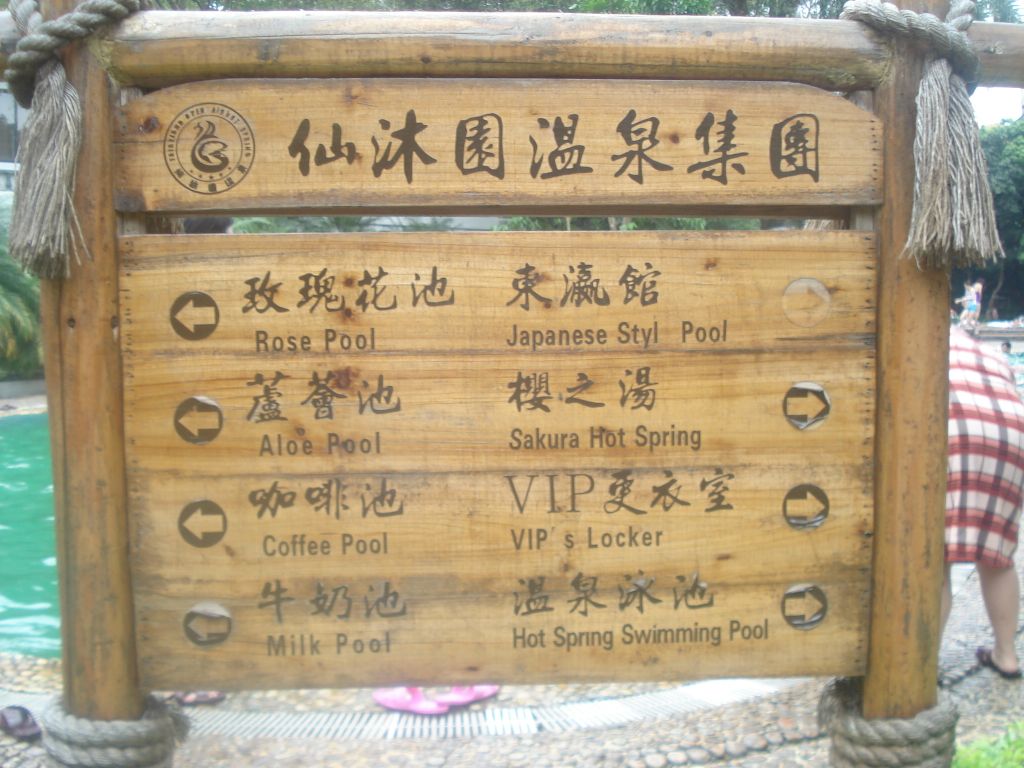 仙沐園温泉集團
玫瑰花池
Rose Pool
蘆薈池
Aloe Pool
咖啡池
Coffee Pool
牛奶池
Milk Pool
東瀛館
Japanese Styl Pool
櫻之湯
Sakura Hot Spring
VIP更衣室
VIP's Locker
温泉泳池
Hot Spring Swimming Pool